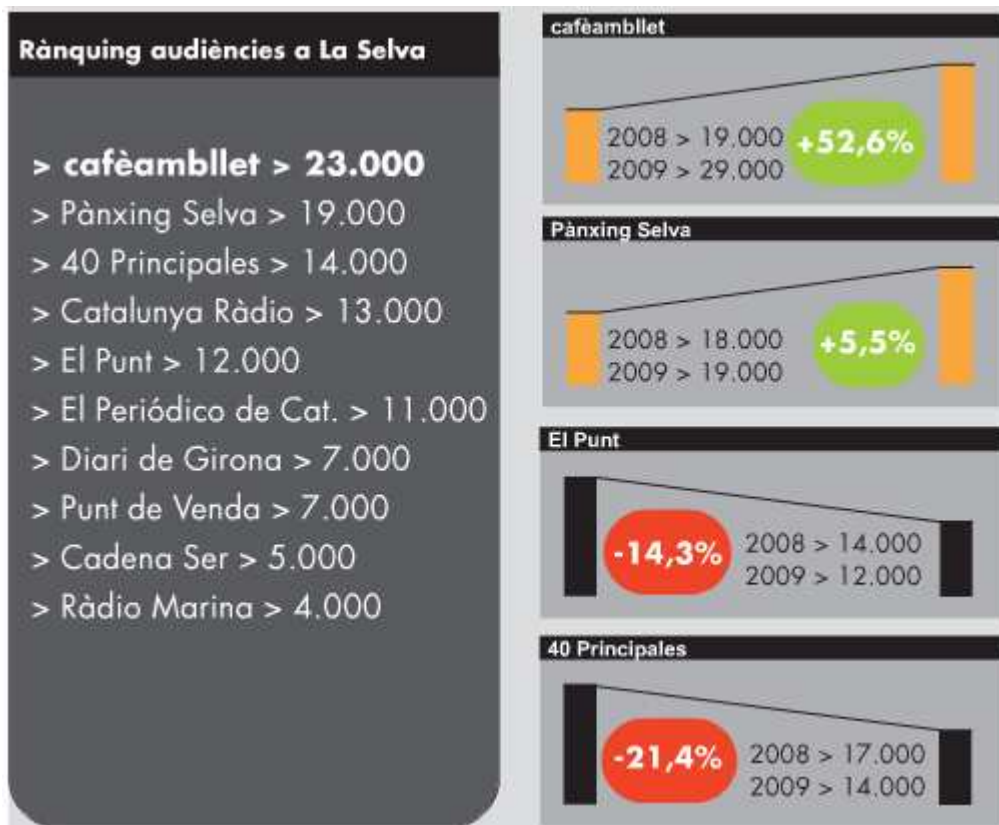 Rànquing audiències a La Selva
> cafèambllet > 23.000
> Pànxing Selva > 19.000
> 40 Principales > 14.000
> Catalunya Ràdio > 13.000
> El Punt > 12.000
> El Periódico de Cat. > 11.000
> Diari de Girona > 7.000
> Punt de Venda > 7.000
> Cadena Ser > 5.000
> Ràdio Marina > 4.000
cafèambllet
2008 > 19.000
2009 > 29.000
+52,6%
Pànxing Selva
2008 > 18.000
2009 > 19.000
+5,5%
El Punt
-14,3%
2008 > 14.000
2009 > 12.000
40 Principales
-21,4%
2008 > 17.000
2009 > 14.000